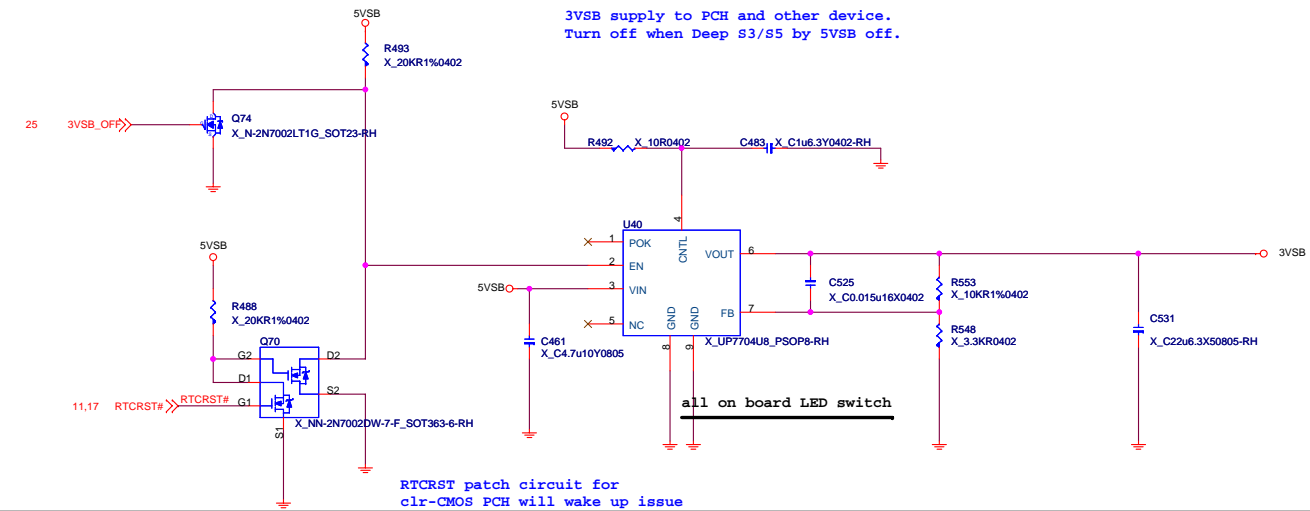 5VSB
3VSB supply to PCH and other device.
Turn off when Deep S3/S5 by 5VSB off.
R493
X_20KR1%0402
5VSB
Q74
25 3VSB_OFF
X_N-2N7002LT1G_SOT23-RH
R492 X_10R0402
C483 X_C1u6.3Y0402-RH
4
U40
1 POK
CNTL
5VSB
VOUT 6
3VSB
2 EN
5VSB
3 VIN
C525
X_C0.015u16X0402
R553
X_10KR1%0402
R488
X_20KR1%0402
FB 7
5 NC
GND
GND
C531
X_C22u6.3X50805-RH
R548
X_3.3KR0402
C461
X_C4.7u10Y0805
X_UP7704U8_PSOP8-RH
8
9
Q70
G2
D2
D1
S2
11,17 RTCRST#
RTCRST#
G1
all on board LED switch
X_NN-2N7002DW-7-F_SOT363-6-RH
S1
RTCRST patch circuit for
clr-CMOS PCH will wake up issue